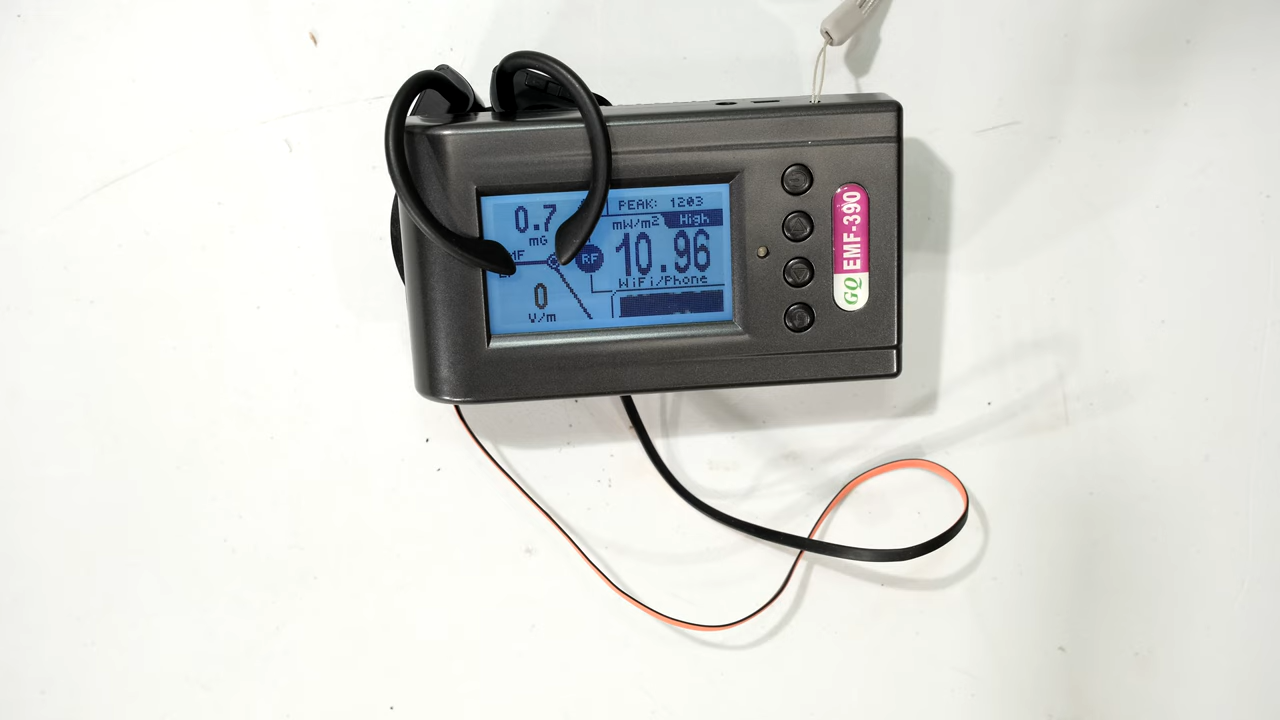 PEAK: 1203
0.7
mG
mW/m2
High
10.96
RF
WiFi/Phone
0
V/m
GQ EMF-390